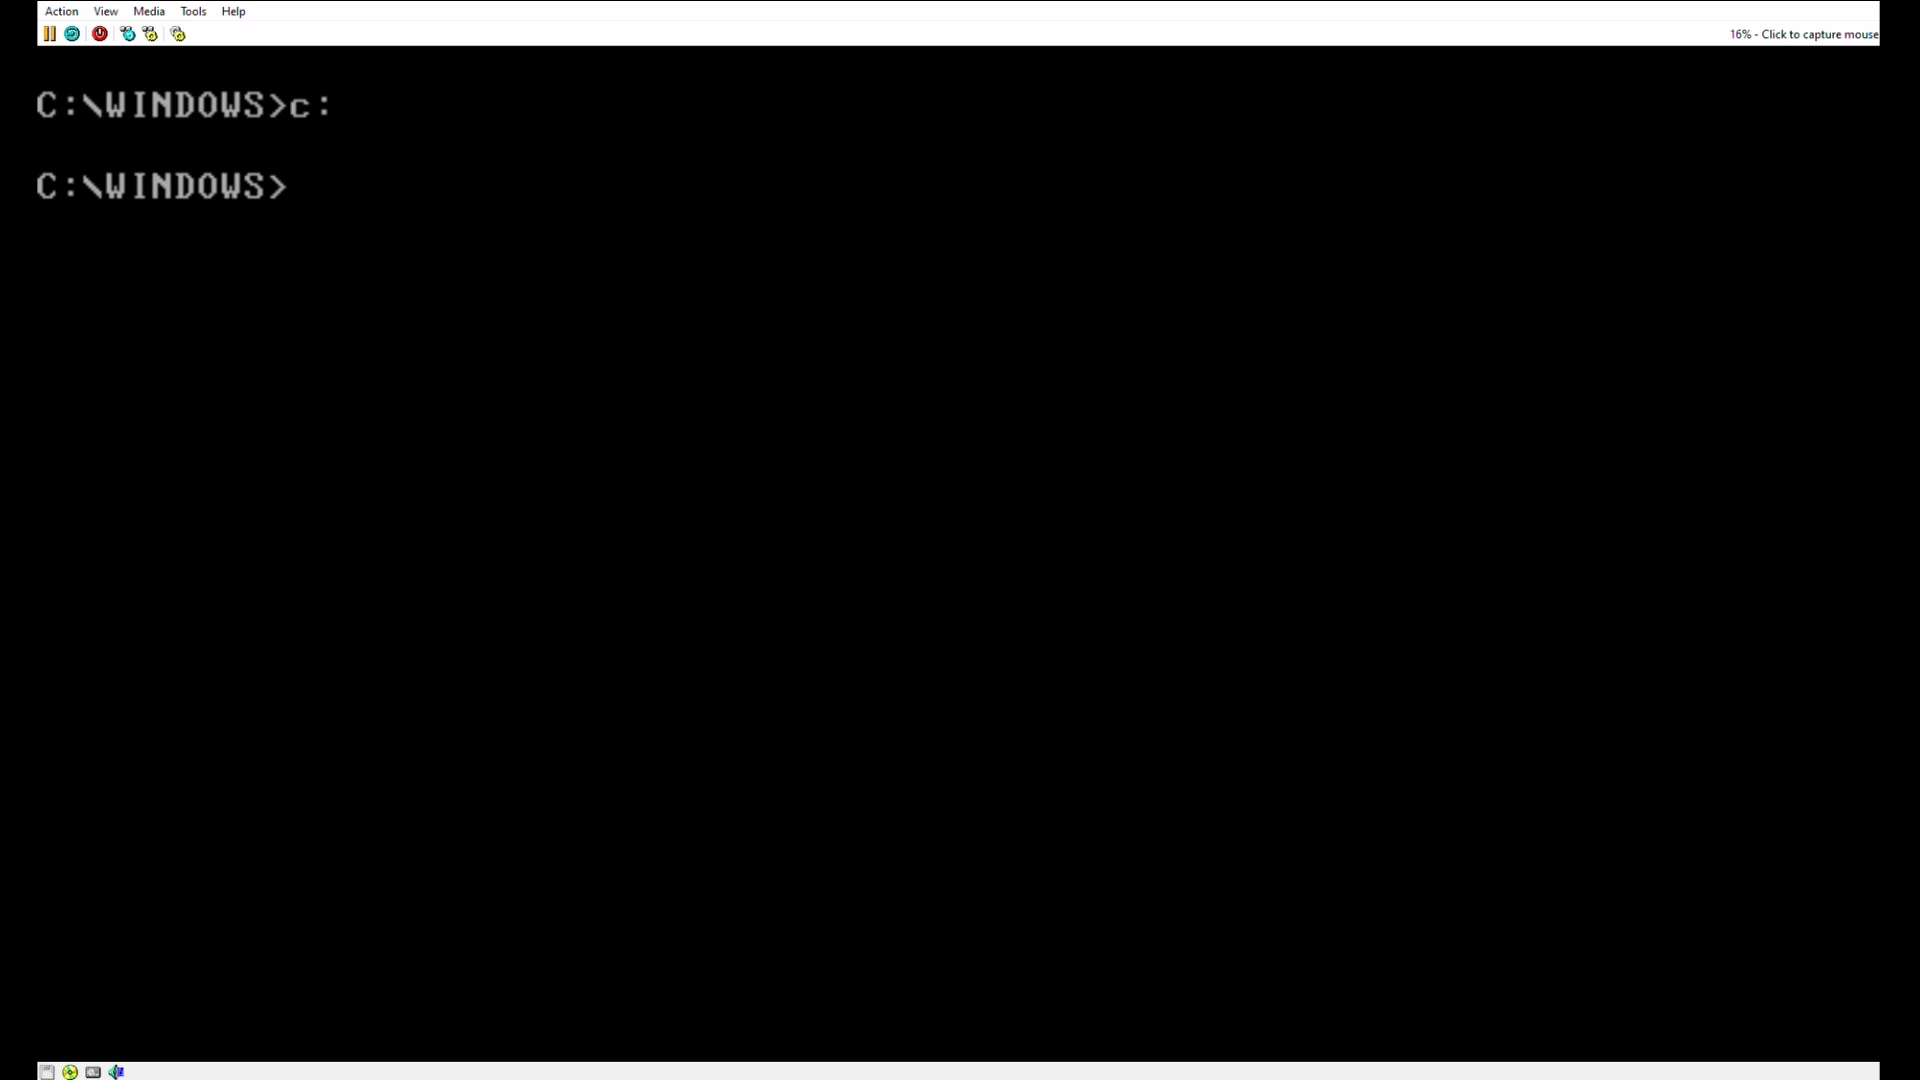 Action View Media Tools Help
16% - Click to capture mouse
C:\WINDOWS>c:
C:\WINDOWS>